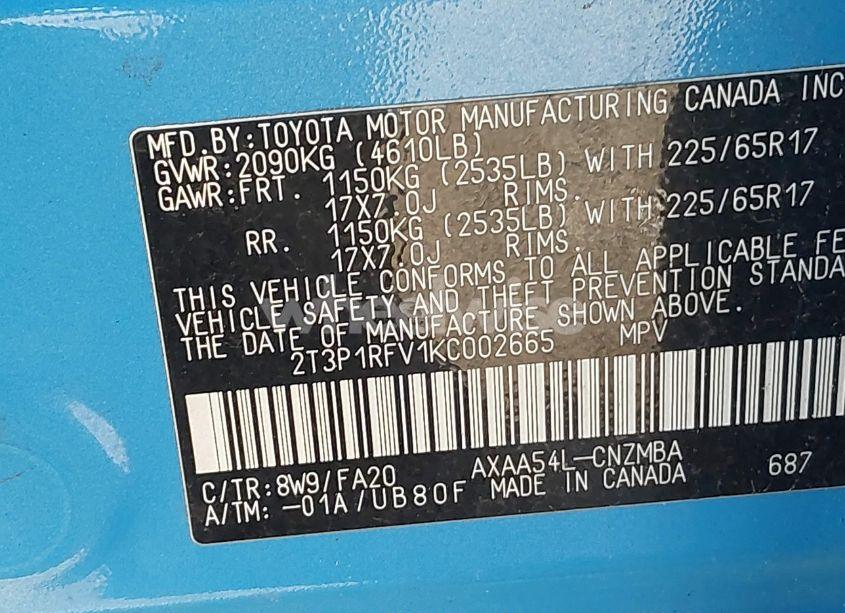 MFD.BY:TOYOTA MOTOR MANUFACTURING CANADA INC
GVWR:2090KG (4610LB)
GAWR:FRT. 1150KG (2535LB) WITH 225/65R17
17X7.0J RIMS.
RR. 1150KG (2535LB) WITH 225/65R17
17X7.0J RIMS.
THIS VEHICLE CONFORMS TO ALL APPLICABLE FE
VEHICLE SAFETY AND THEFT PREVENTION STANDA
THE DATE OF MANUFACTURE SHOWN ABOVE.
2T3P1RFV1KC002665 MPV
C/TR:8W9/FA20 AXAA54L-CNZMBA 687
A/TM:-01A/UB80F MADE IN CANADA